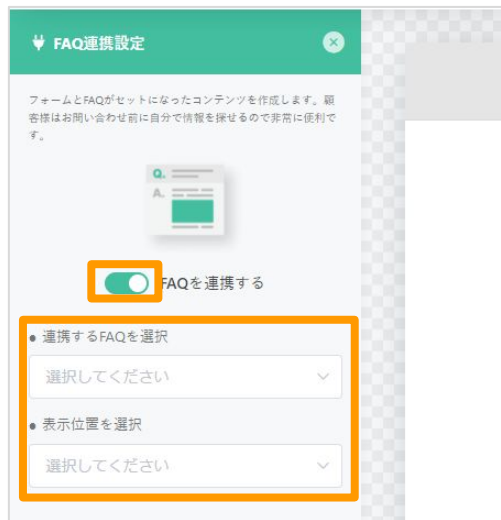 FAQ連携設定
フォームとFAQがセットになったコンテンツを作成します。顧
客様はお問い合わせ前に自分で情報を探せるので非常に便利で
す。
Q.
A.
FAQを連携する
● 連携するFAQを選択
選択してください
● 表示位置を選択
選択してください